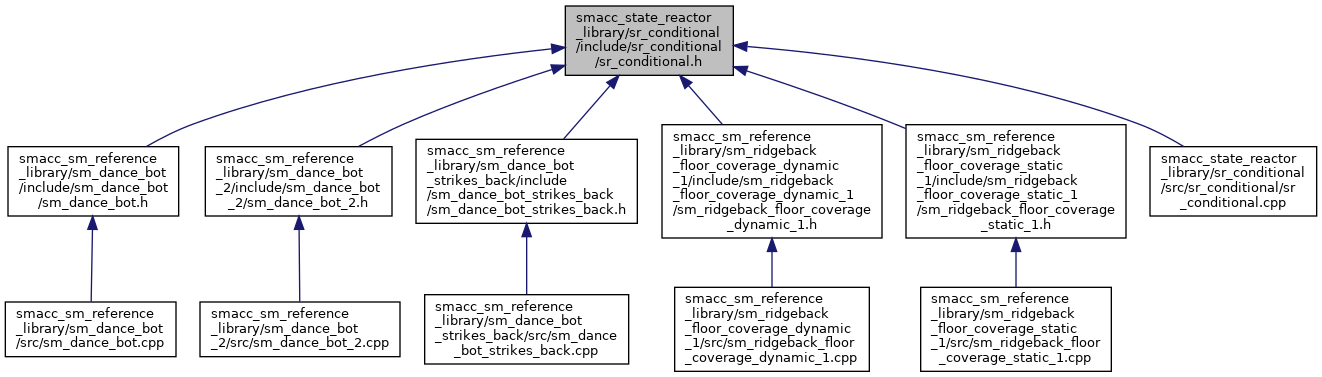 smacc_state_reactor
_library/sr_conditional
/include/sr_conditional
/sr_conditional.h
smacc_sm_reference
_library/sm_dance_bot
/include/sm_dance_bot
/sm_dance_bot.h
smacc_sm_reference
_library/sm_dance_bot
_2/include/sm_dance_bot
_2/sm_dance_bot_2.h
smacc_sm_reference
_library/sm_dance_bot
_strikes_back/include
/sm_dance_bot_strikes_back
/sm_dance_bot_strikes_back.h
smacc_sm_reference
_library/sm_ridgeback
_floor_coverage_dynamic
_1/include/sm_ridgeback
_floor_coverage_dynamic_1
/sm_ridgeback_floor_coverage
_dynamic_1.h
smacc_sm_reference
_library/sm_ridgeback
_floor_coverage_static
_1/include/sm_ridgeback
_floor_coverage_static_1
/sm_ridgeback_floor_coverage
_static_1.h
smacc_state_reactor
_library/sr_conditional
/src/sr_conditional/sr
_conditional.cpp
smacc_sm_reference
_library/sm_dance_bot
/src/sm_dance_bot.cpp
smacc_sm_reference
_library/sm_dance_bot
_2/src/sm_dance_bot_2.cpp
smacc_sm_reference
_library/sm_dance_bot
_strikes_back/src/sm_dance
_bot_strikes_back.cpp
smacc_sm_reference
_library/sm_ridgeback
_floor_coverage_dynamic
_1/src/sm_ridgeback_floor
_coverage_dynamic_1.cpp
smacc_sm_reference
_library/sm_ridgeback
_floor_coverage_static
_1/src/sm_ridgeback_floor
_coverage_static_1.cpp